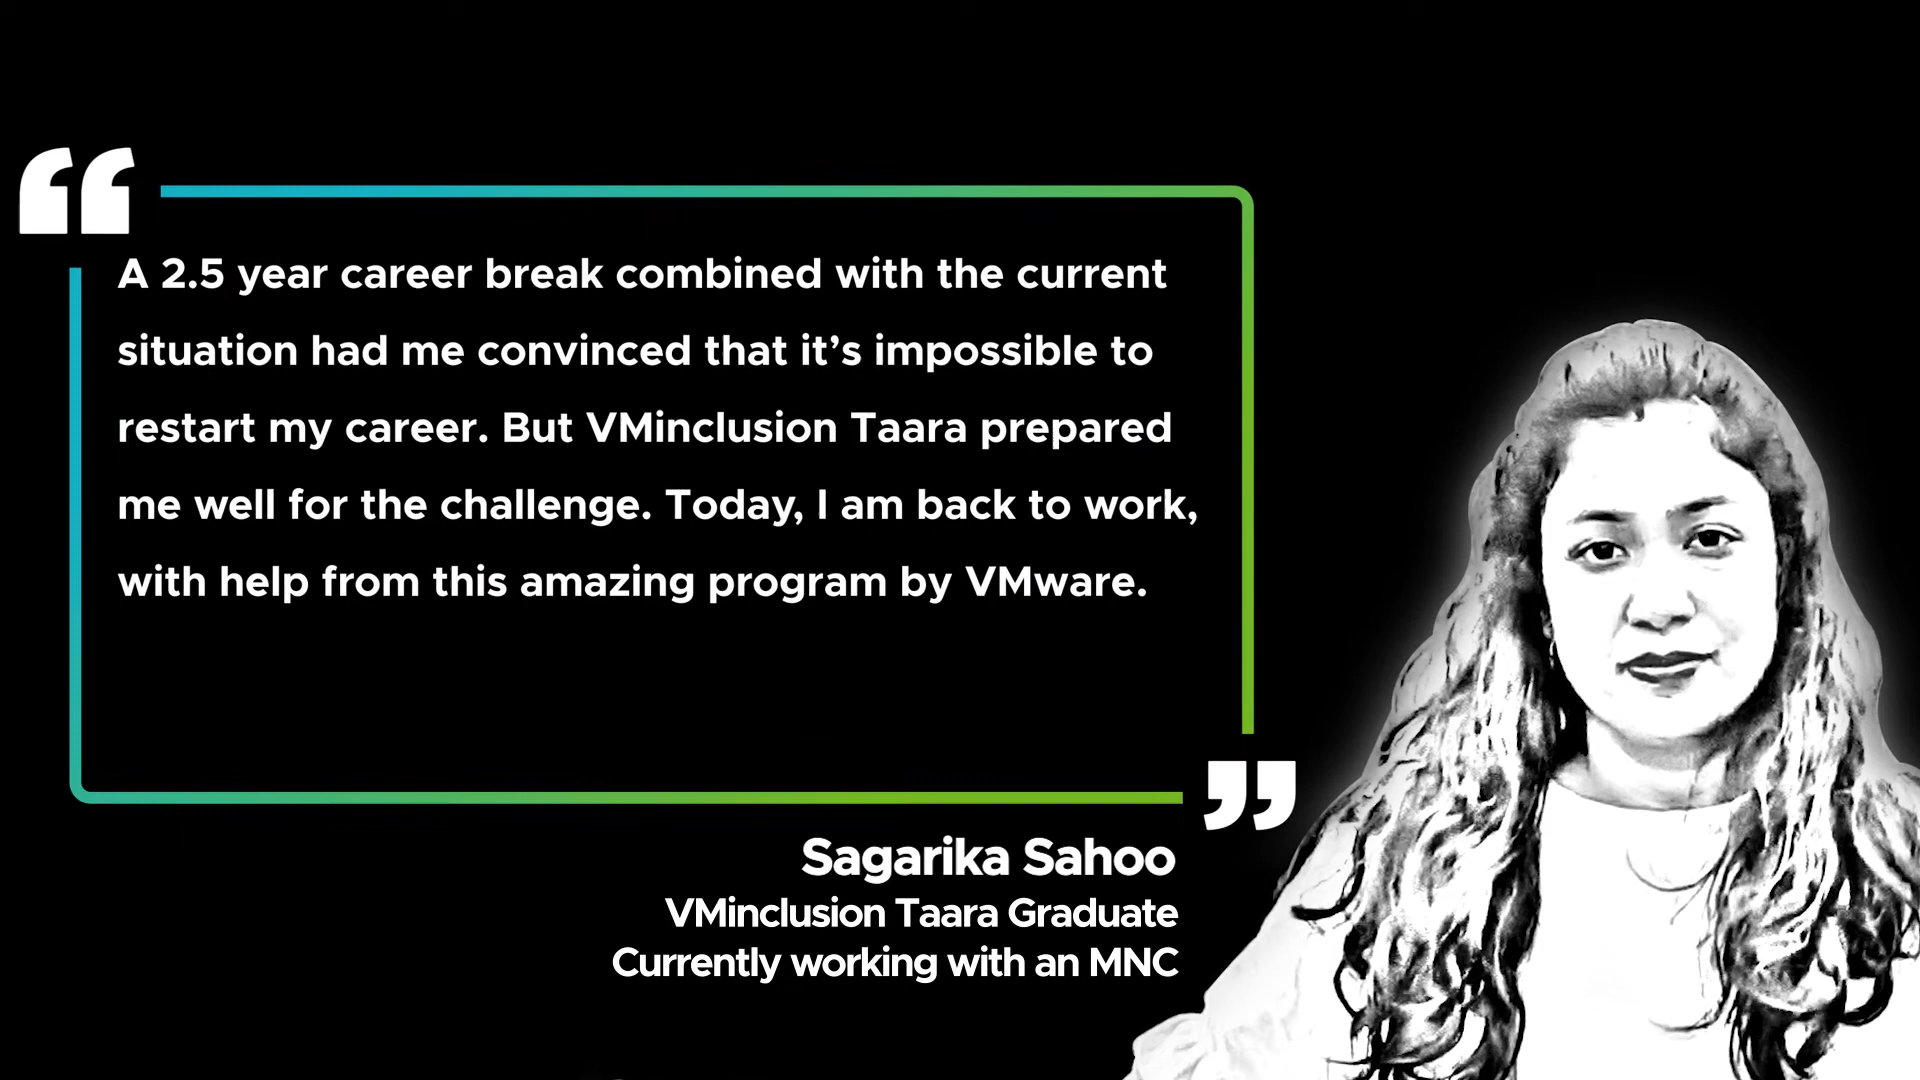 “
A 2.5 year career break combined with the current
situation had me convinced that it’s impossible to
restart my career. But VMinclusion Taara prepared
me well for the challenge. Today, I am back to work,
with help from this amazing program by VMware.
”
Sagarika Sahoo
VMinclusion Taara Graduate
Currently working with an MNC